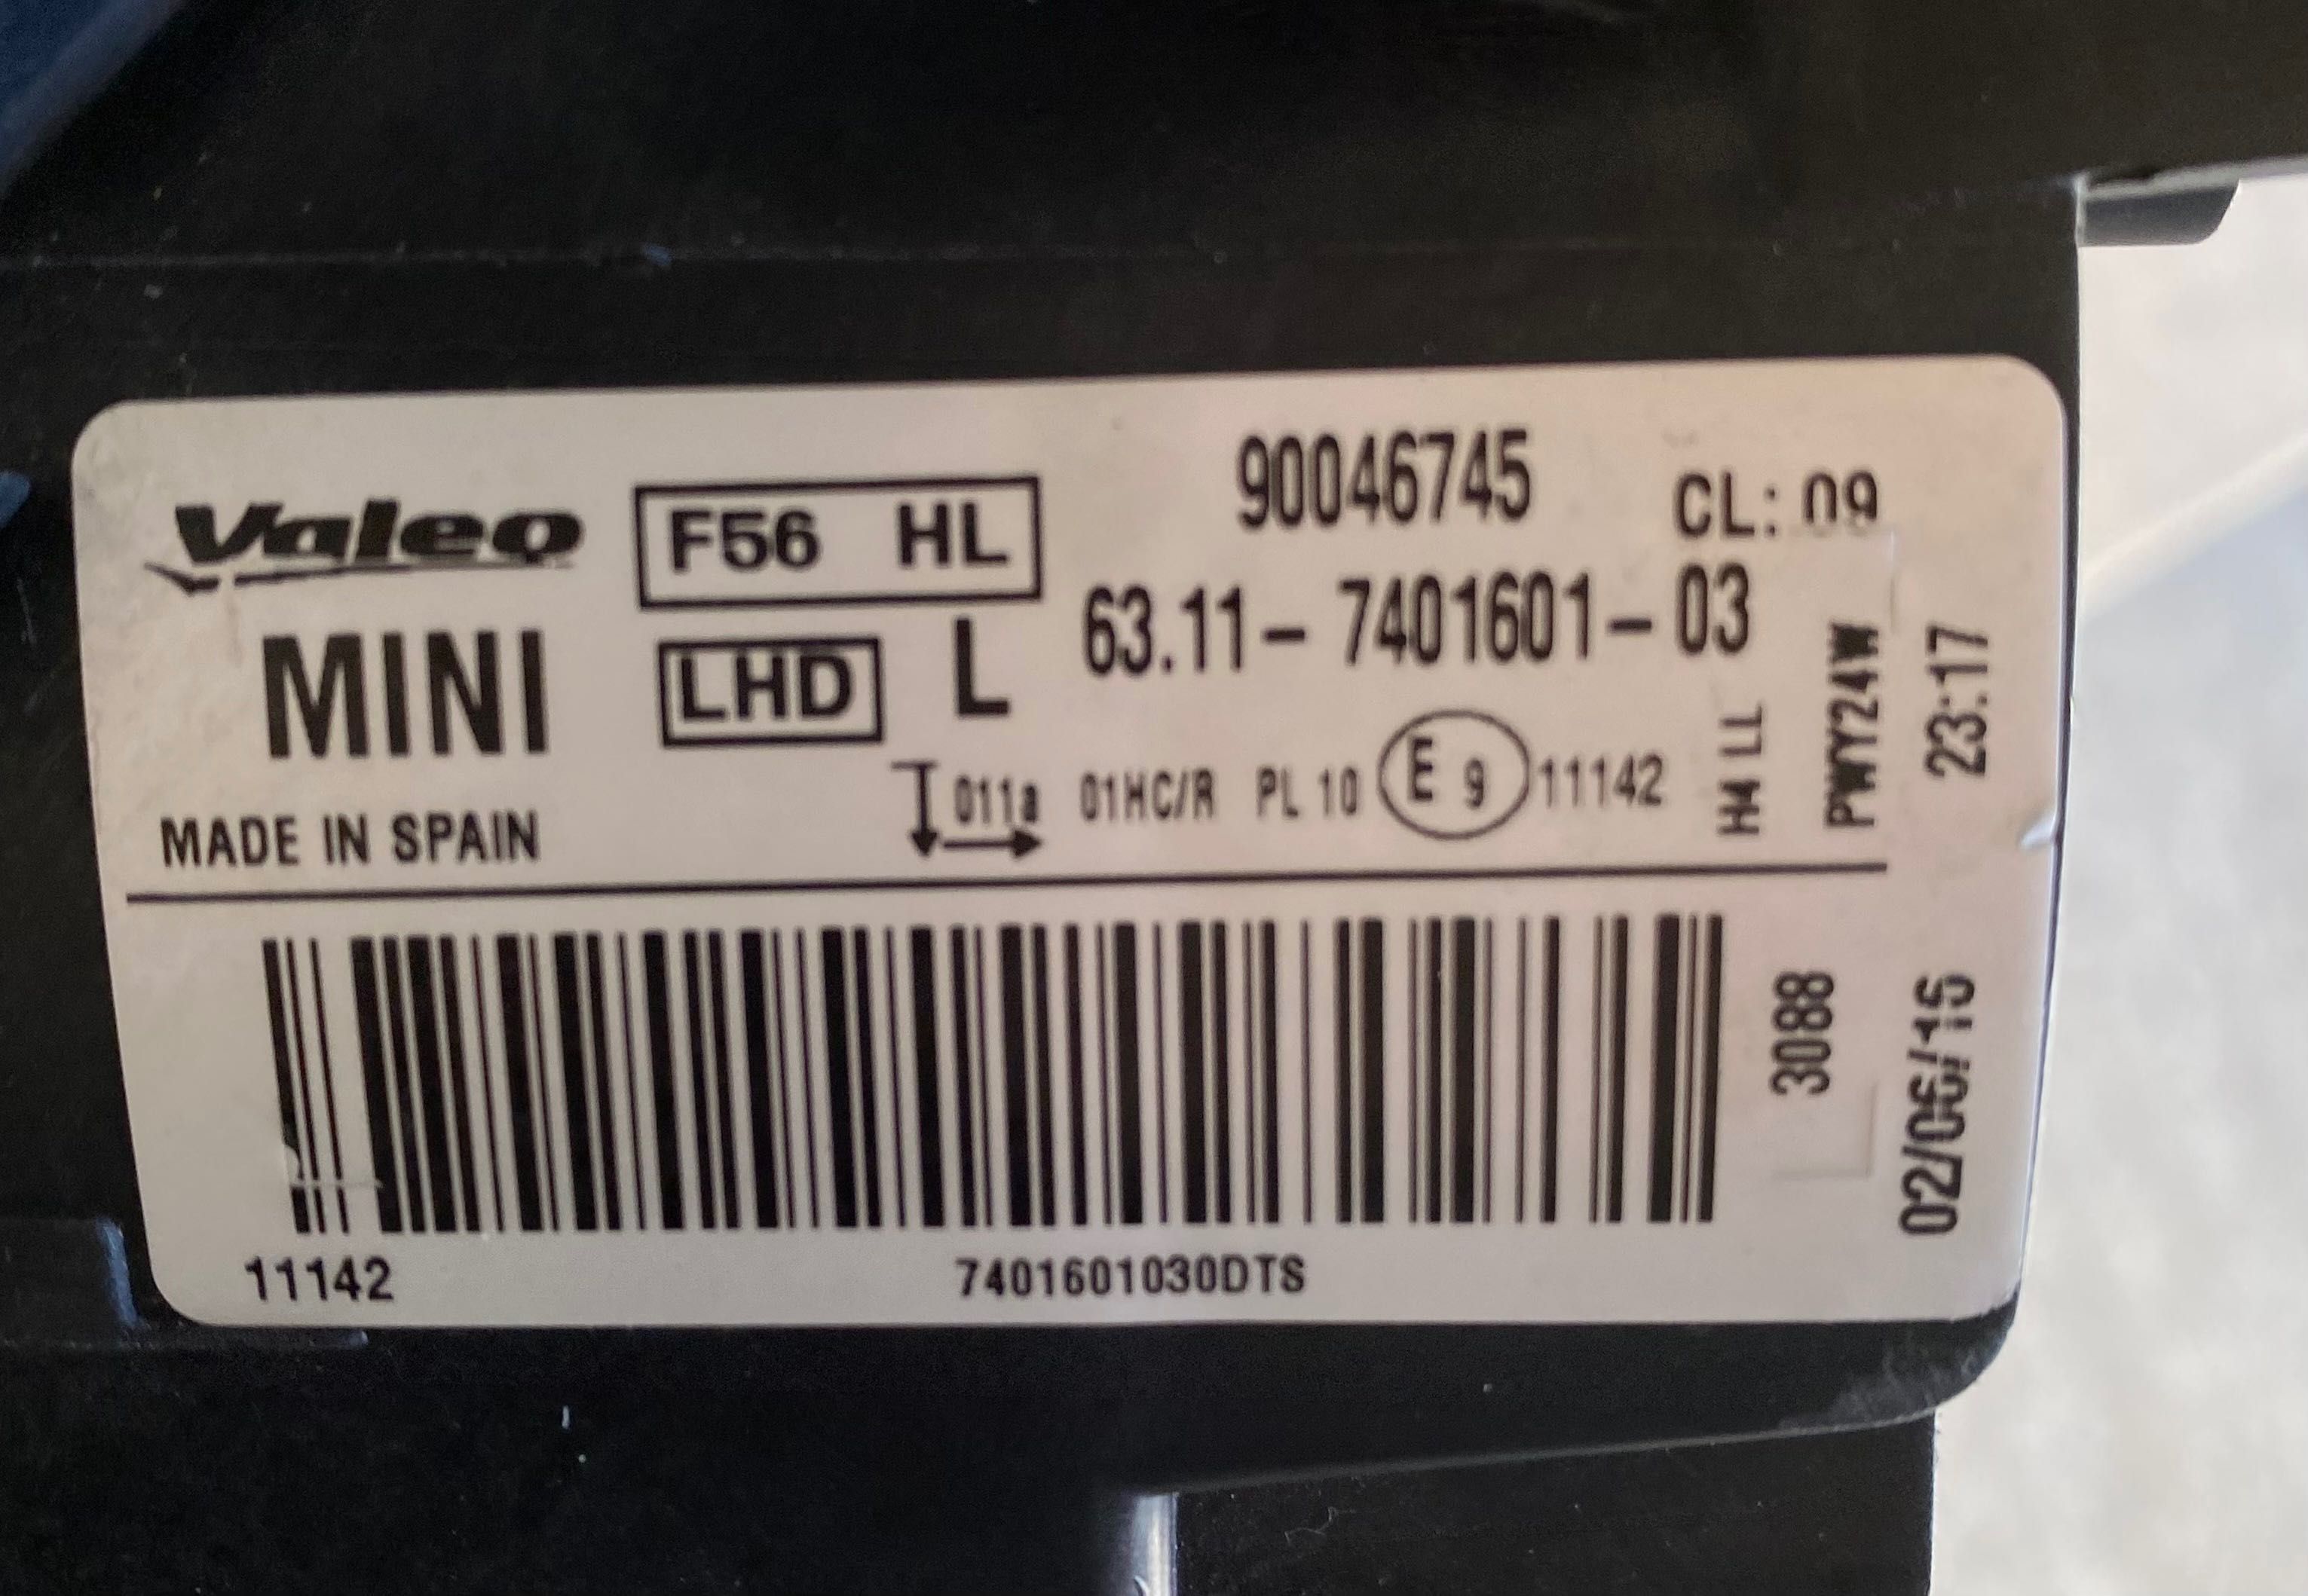 Valeo
F56 HL
90046745
CL: 09
MINI
LHD
L
63.11- 7401601- 03
MADE IN SPAIN
011a
01HC/R PL 10 E 9 11142
H4 LL
PWY24W
23:17
3088
02/06/16
11142
7401601030DTS